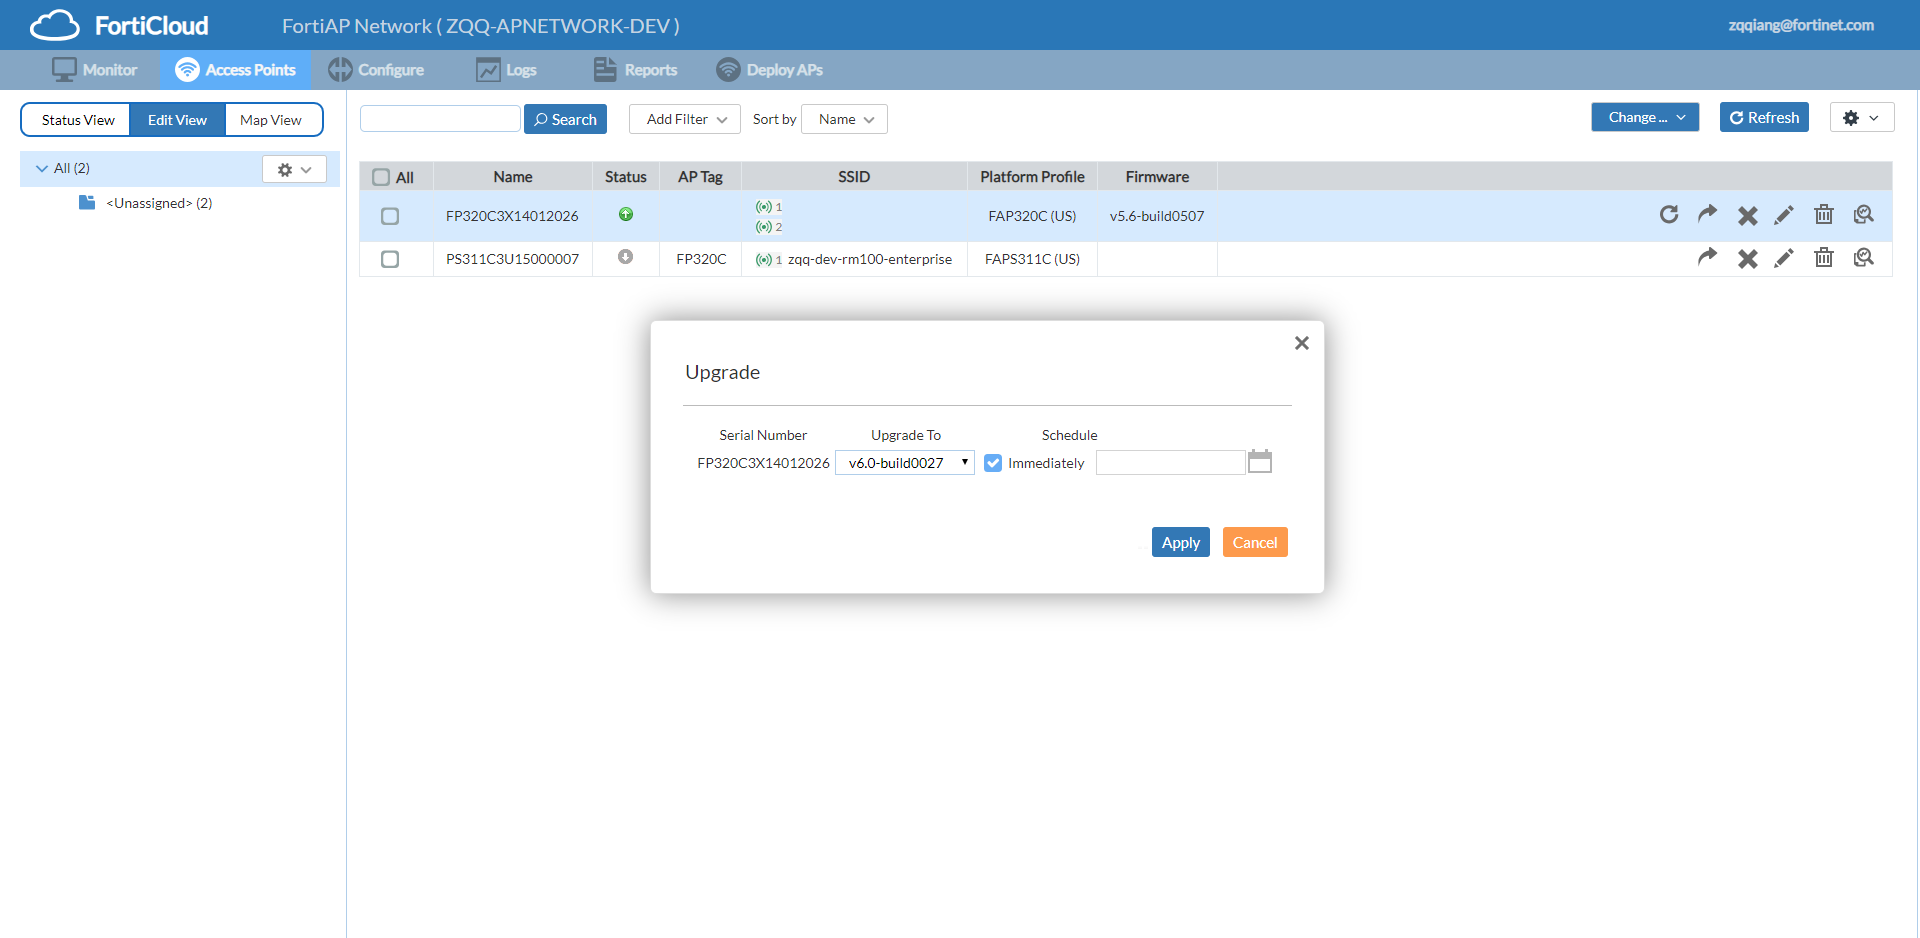 FortiCloud FortiAP Network ( ZQQ-APNETWORK-DEV ) zqqiang@fortinet.com
Monitor Access Points Configure Logs Reports Deploy APs
Status View Edit View Map View
Search Add Filter Sort by Name Change ... Refresh
All (2)
<Unassigned> (2)
All Name Status AP Tag SSID Platform Profile Firmware
FP320C3X14012026 1 2 FAP320C (US) v5.6-build0507
PS311C3U15000007 FP320C 1 zqq-dev-rm100-enterprise FAPS311C (US)
Upgrade
Serial Number Upgrade To Schedule
FP320C3X14012026 v6.0-build0027 Immediately
Apply Cancel